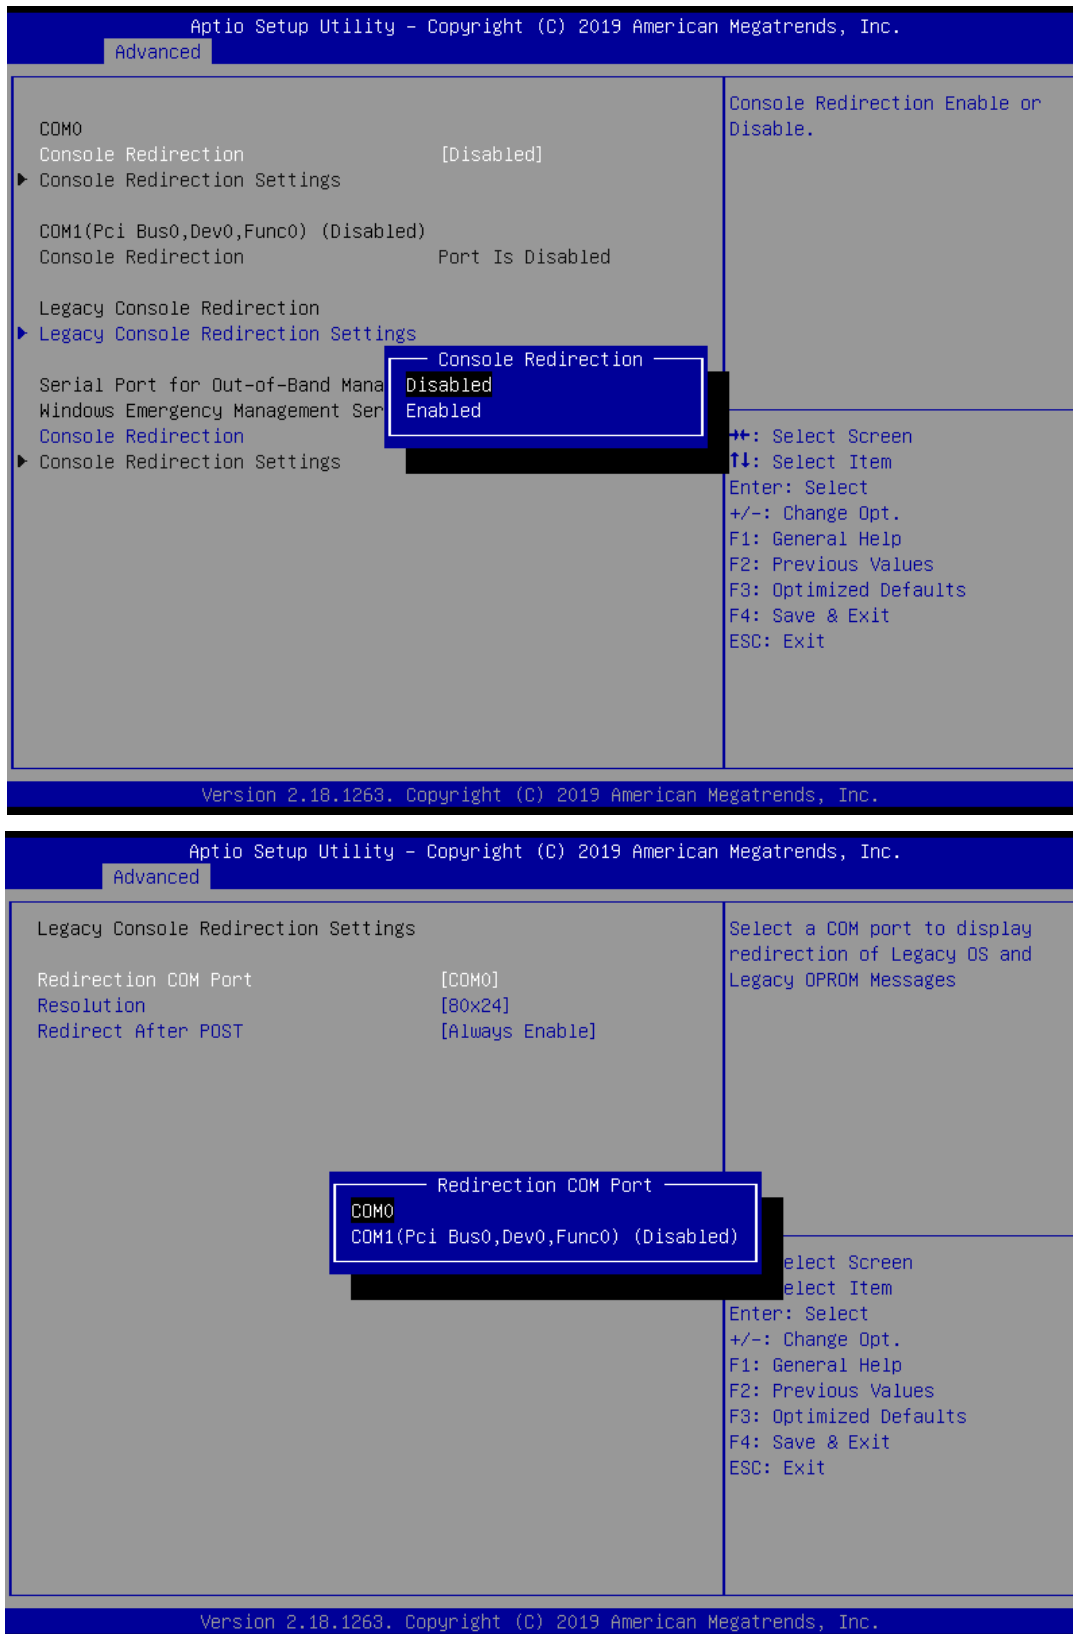 Aptio Setup Utility – Copyright (C) 2019 American Megatrends, Inc.
Advanced
COM0
Console Redirection [Disabled]
Console Redirection Settings
COM1(Pci Bus0,Dev0,Func0) (Disabled)
Console Redirection Port Is Disabled
Legacy Console Redirection
Legacy Console Redirection Settings
Serial Port for Out-of-Band Mana
Windows Emergency Management Ser
Console Redirection
Console Redirection Settings
Console Redirection
Disabled
Enabled
Console Redirection Enable or
Disable.
→←: Select Screen
↑↓: Select Item
Enter: Select
+/-: Change Opt.
F1: General Help
F2: Previous Values
F3: Optimized Defaults
F4: Save & Exit
ESC: Exit
Version 2.18.1263. Copyright (C) 2019 American Megatrends, Inc.
Aptio Setup Utility – Copyright (C) 2019 American Megatrends, Inc.
Advanced
Legacy Console Redirection Settings
Redirection COM Port [COM0]
Resolution [80x24]
Redirect After POST [Always Enable]
Redirection COM Port
COM0
COM1(Pci Bus0,Dev0,Func0) (Disabled)
Select a COM port to display
redirection of Legacy OS and
Legacy OPROM Messages
elect Screen
elect Item
Enter: Select
+/-: Change Opt.
F1: General Help
F2: Previous Values
F3: Optimized Defaults
F4: Save & Exit
ESC: Exit
Version 2.18.1263. Copyright (C) 2019 American Megatrends, Inc.